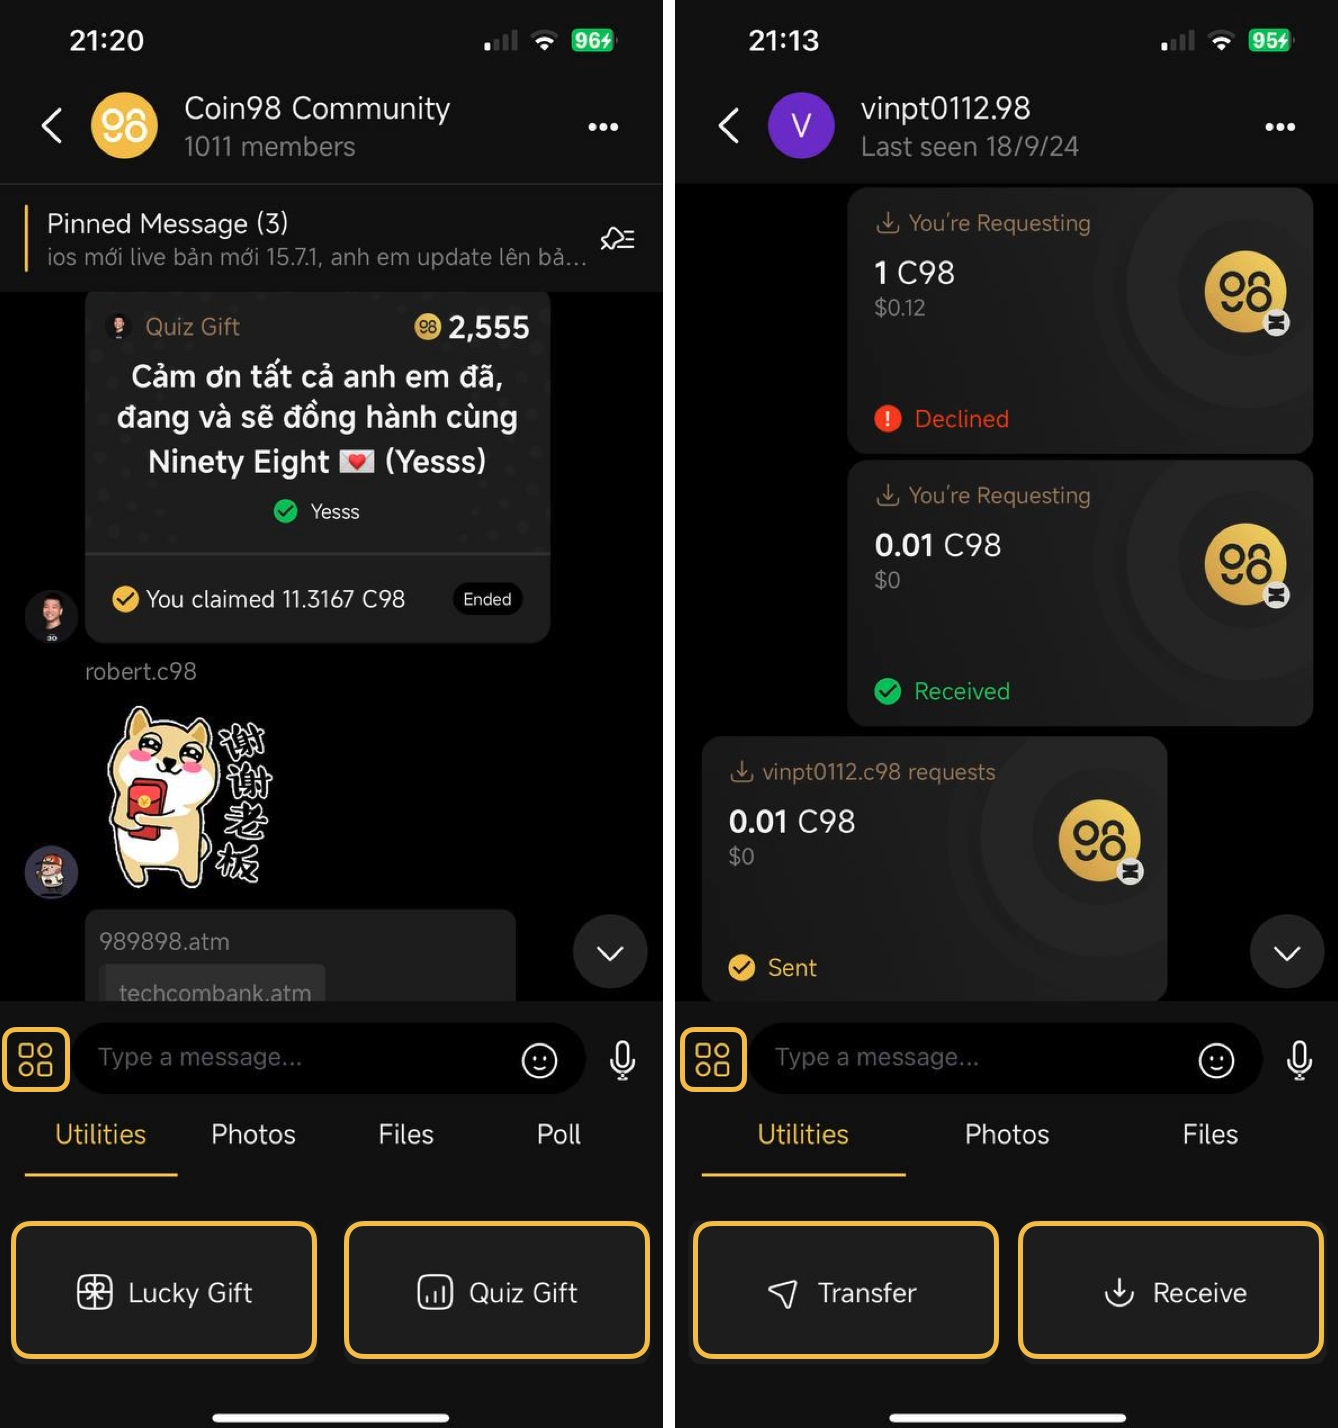 21:20
96
Coin98 Community
1011 members
Pinned Message (3)
ios mới live bản mới 15.7.1, anh em update lên bả...
Quiz Gift
98 2,555
Cảm ơn tất cả anh em đã,
đang và sẽ đồng hành cùng
Ninety Eight 💌 (Yesss)
Yesss
You claimed 11.3167 C98
Ended
robert.c98
谢谢老板
989898.atm
techcombank.atm
Type a message...
Utilities
Photos
Files
Poll
Lucky Gift
Quiz Gift
21:13
95
V
vinpt0112.98
Last seen 18/9/24
You're Requesting
1 C98
$0.12
Declined
You're Requesting
0.01 C98
$0
Received
vinpt0112.c98 requests
0.01 C98
$0
Sent
Type a message...
Utilities
Photos
Files
Transfer
Receive